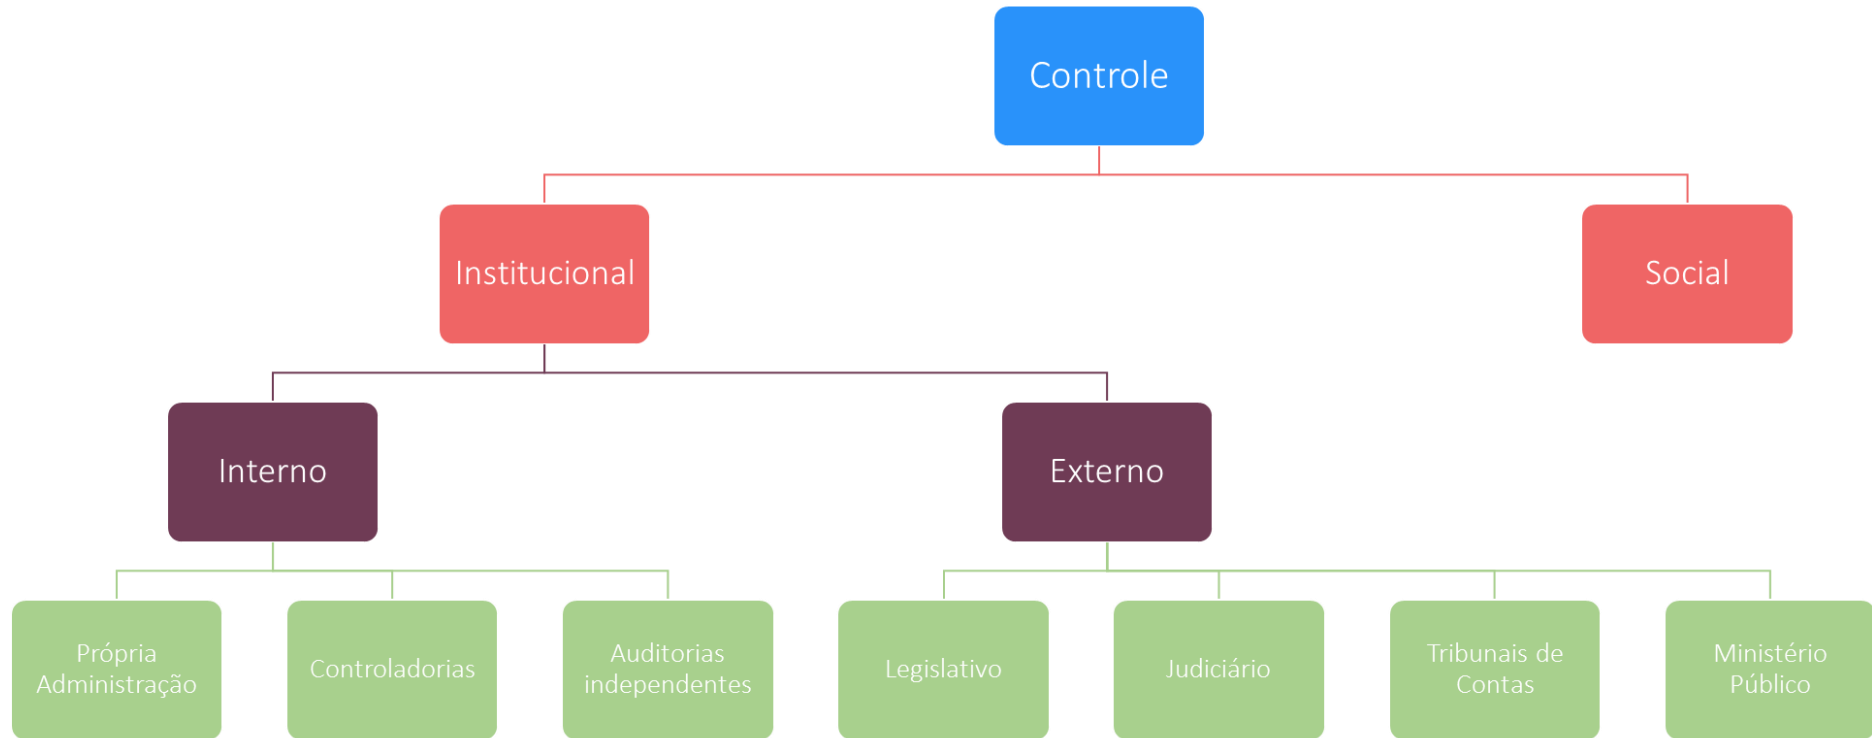 Controle
Institucional
Social
Interno
Externo
Própria
Administração
Controladorias
Auditorias
independentes
Legislativo
Judiciário
Tribunais de
Contas
Ministério
Público